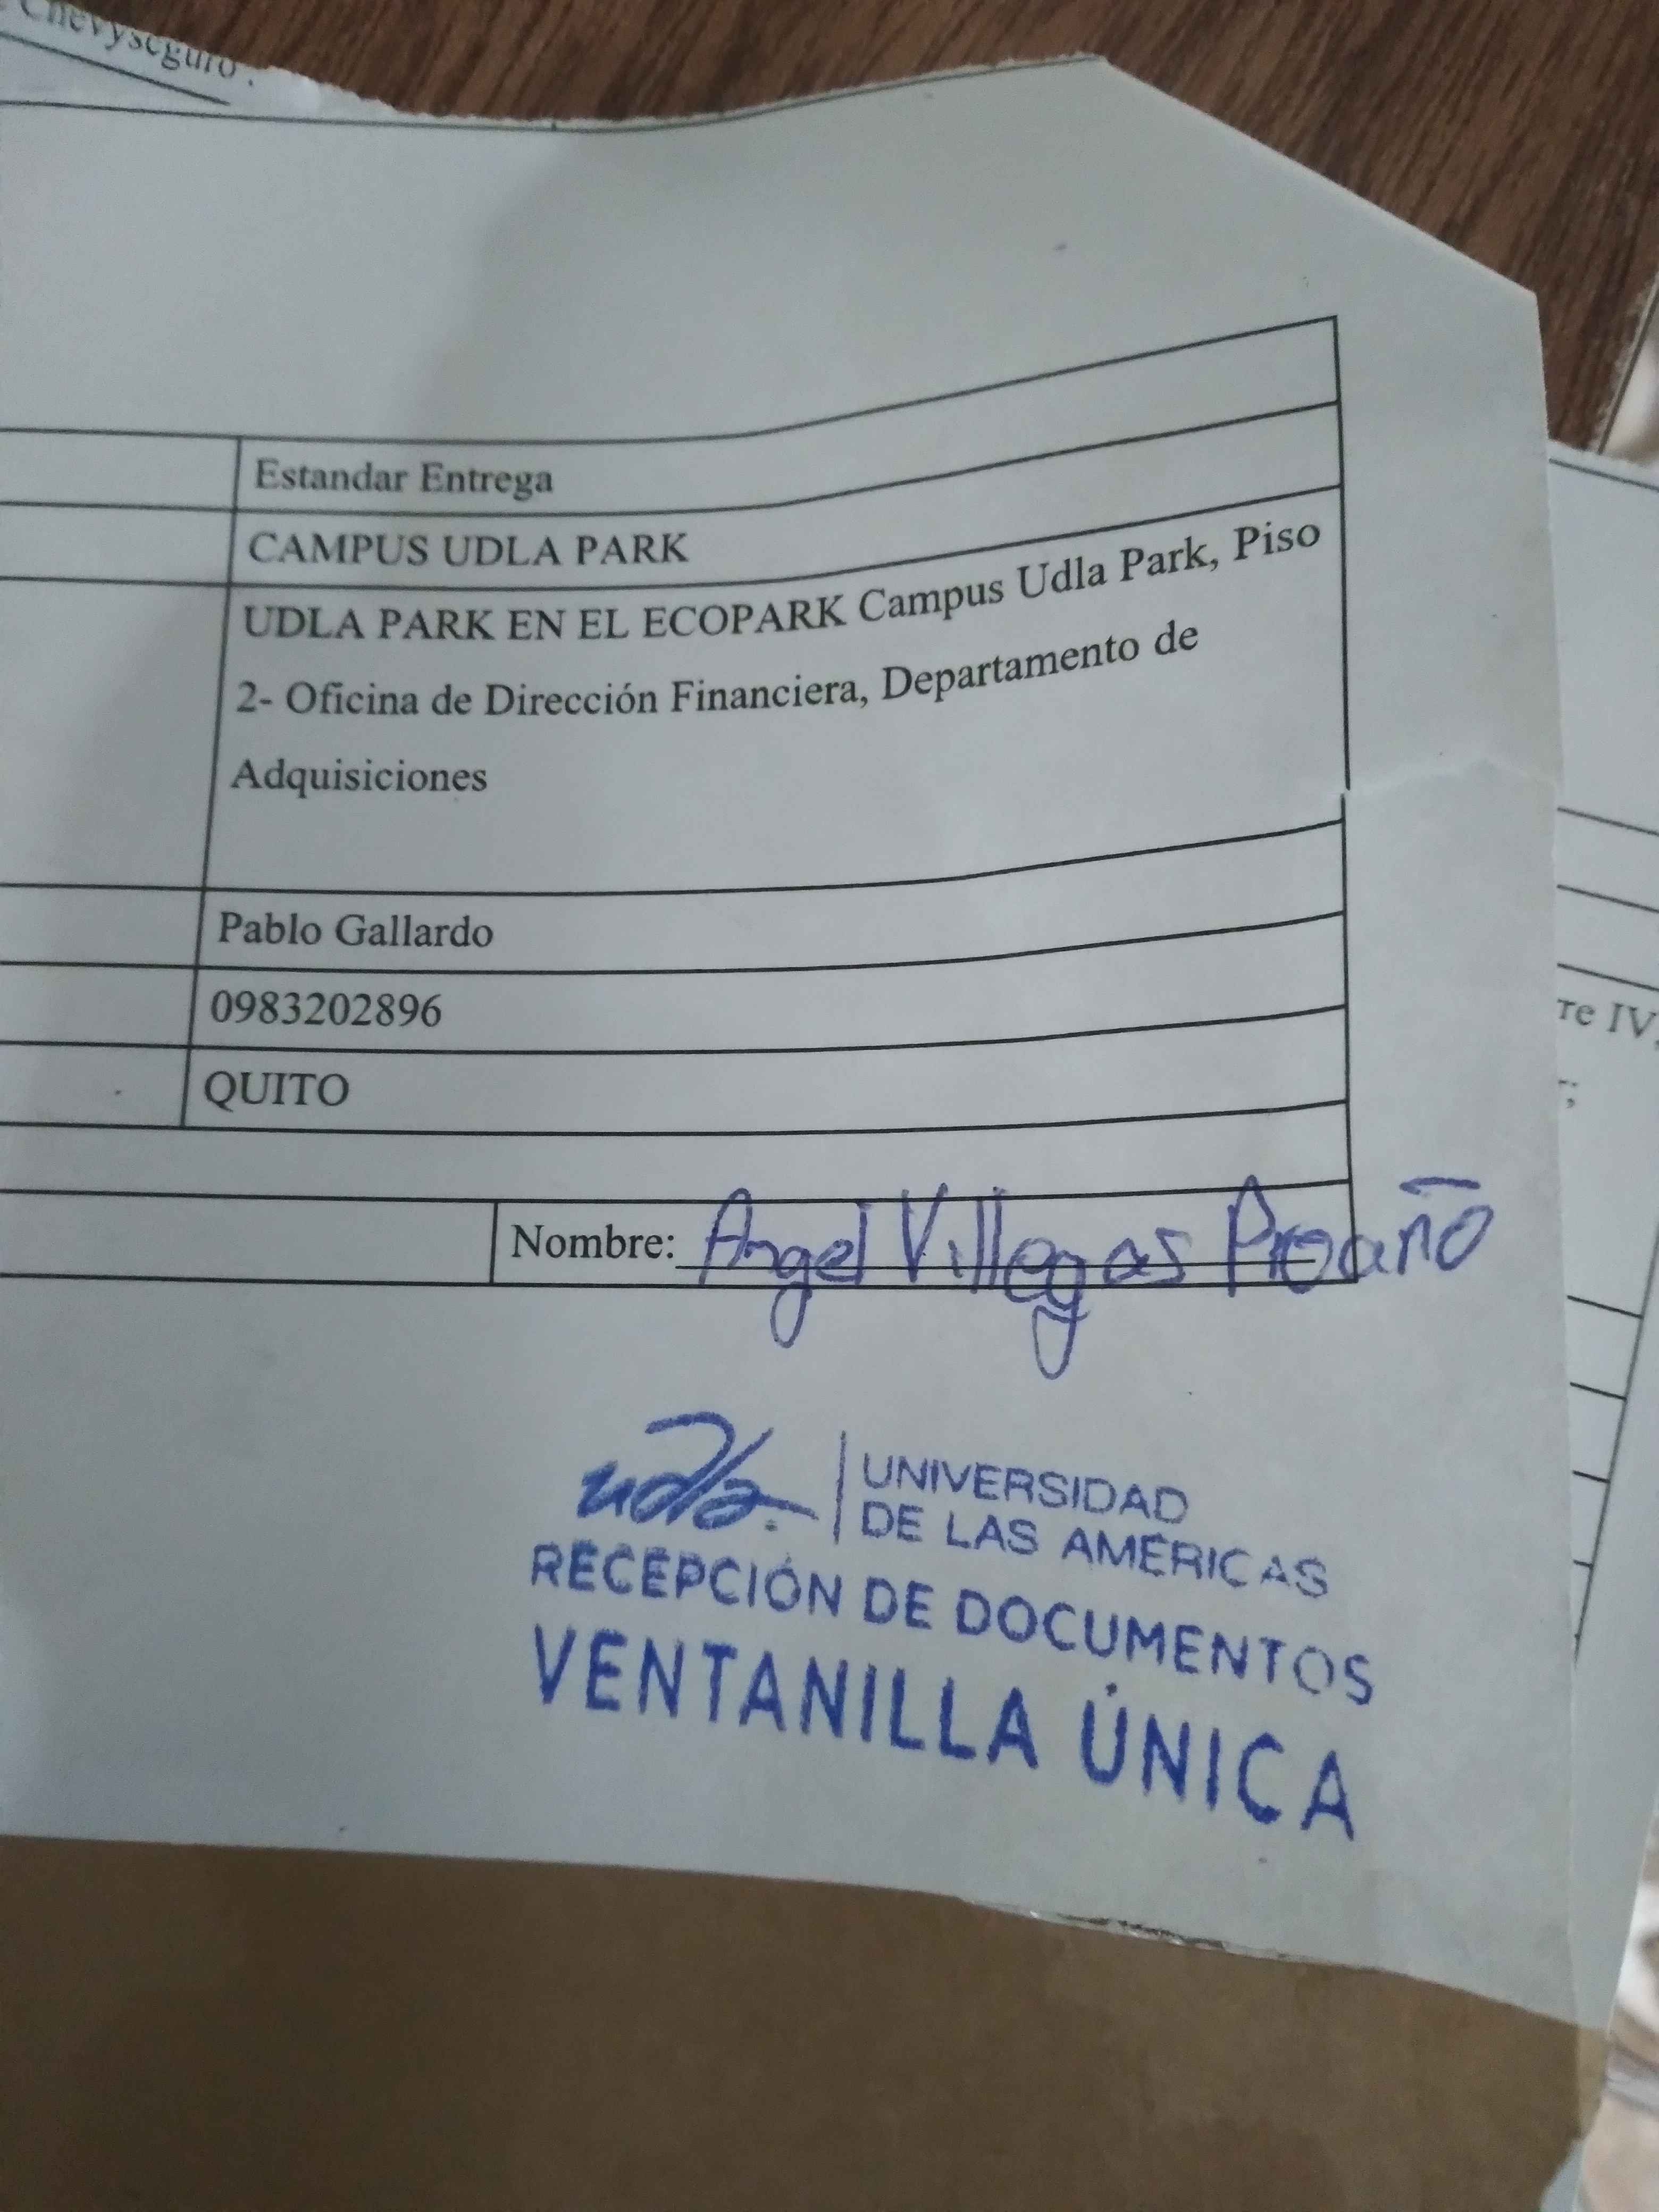 Chevyseguro.
Estandar Entrega
CAMPUS UDLA PARK
UDLA PARK EN EL ECOPARK Campus Udla Park, Piso
2- Oficina de Dirección Financiera, Departamento de
Adquisiciones
Pablo Gallardo
0983202896
QUITO
Nombre: Angel Villegas Proaño
udla-
UNIVERSIDAD
DE LAS AMÉRICAS
RECEPCIÓN DE DOCUMENTOS
VENTANILLA ÚNICA
re IV,